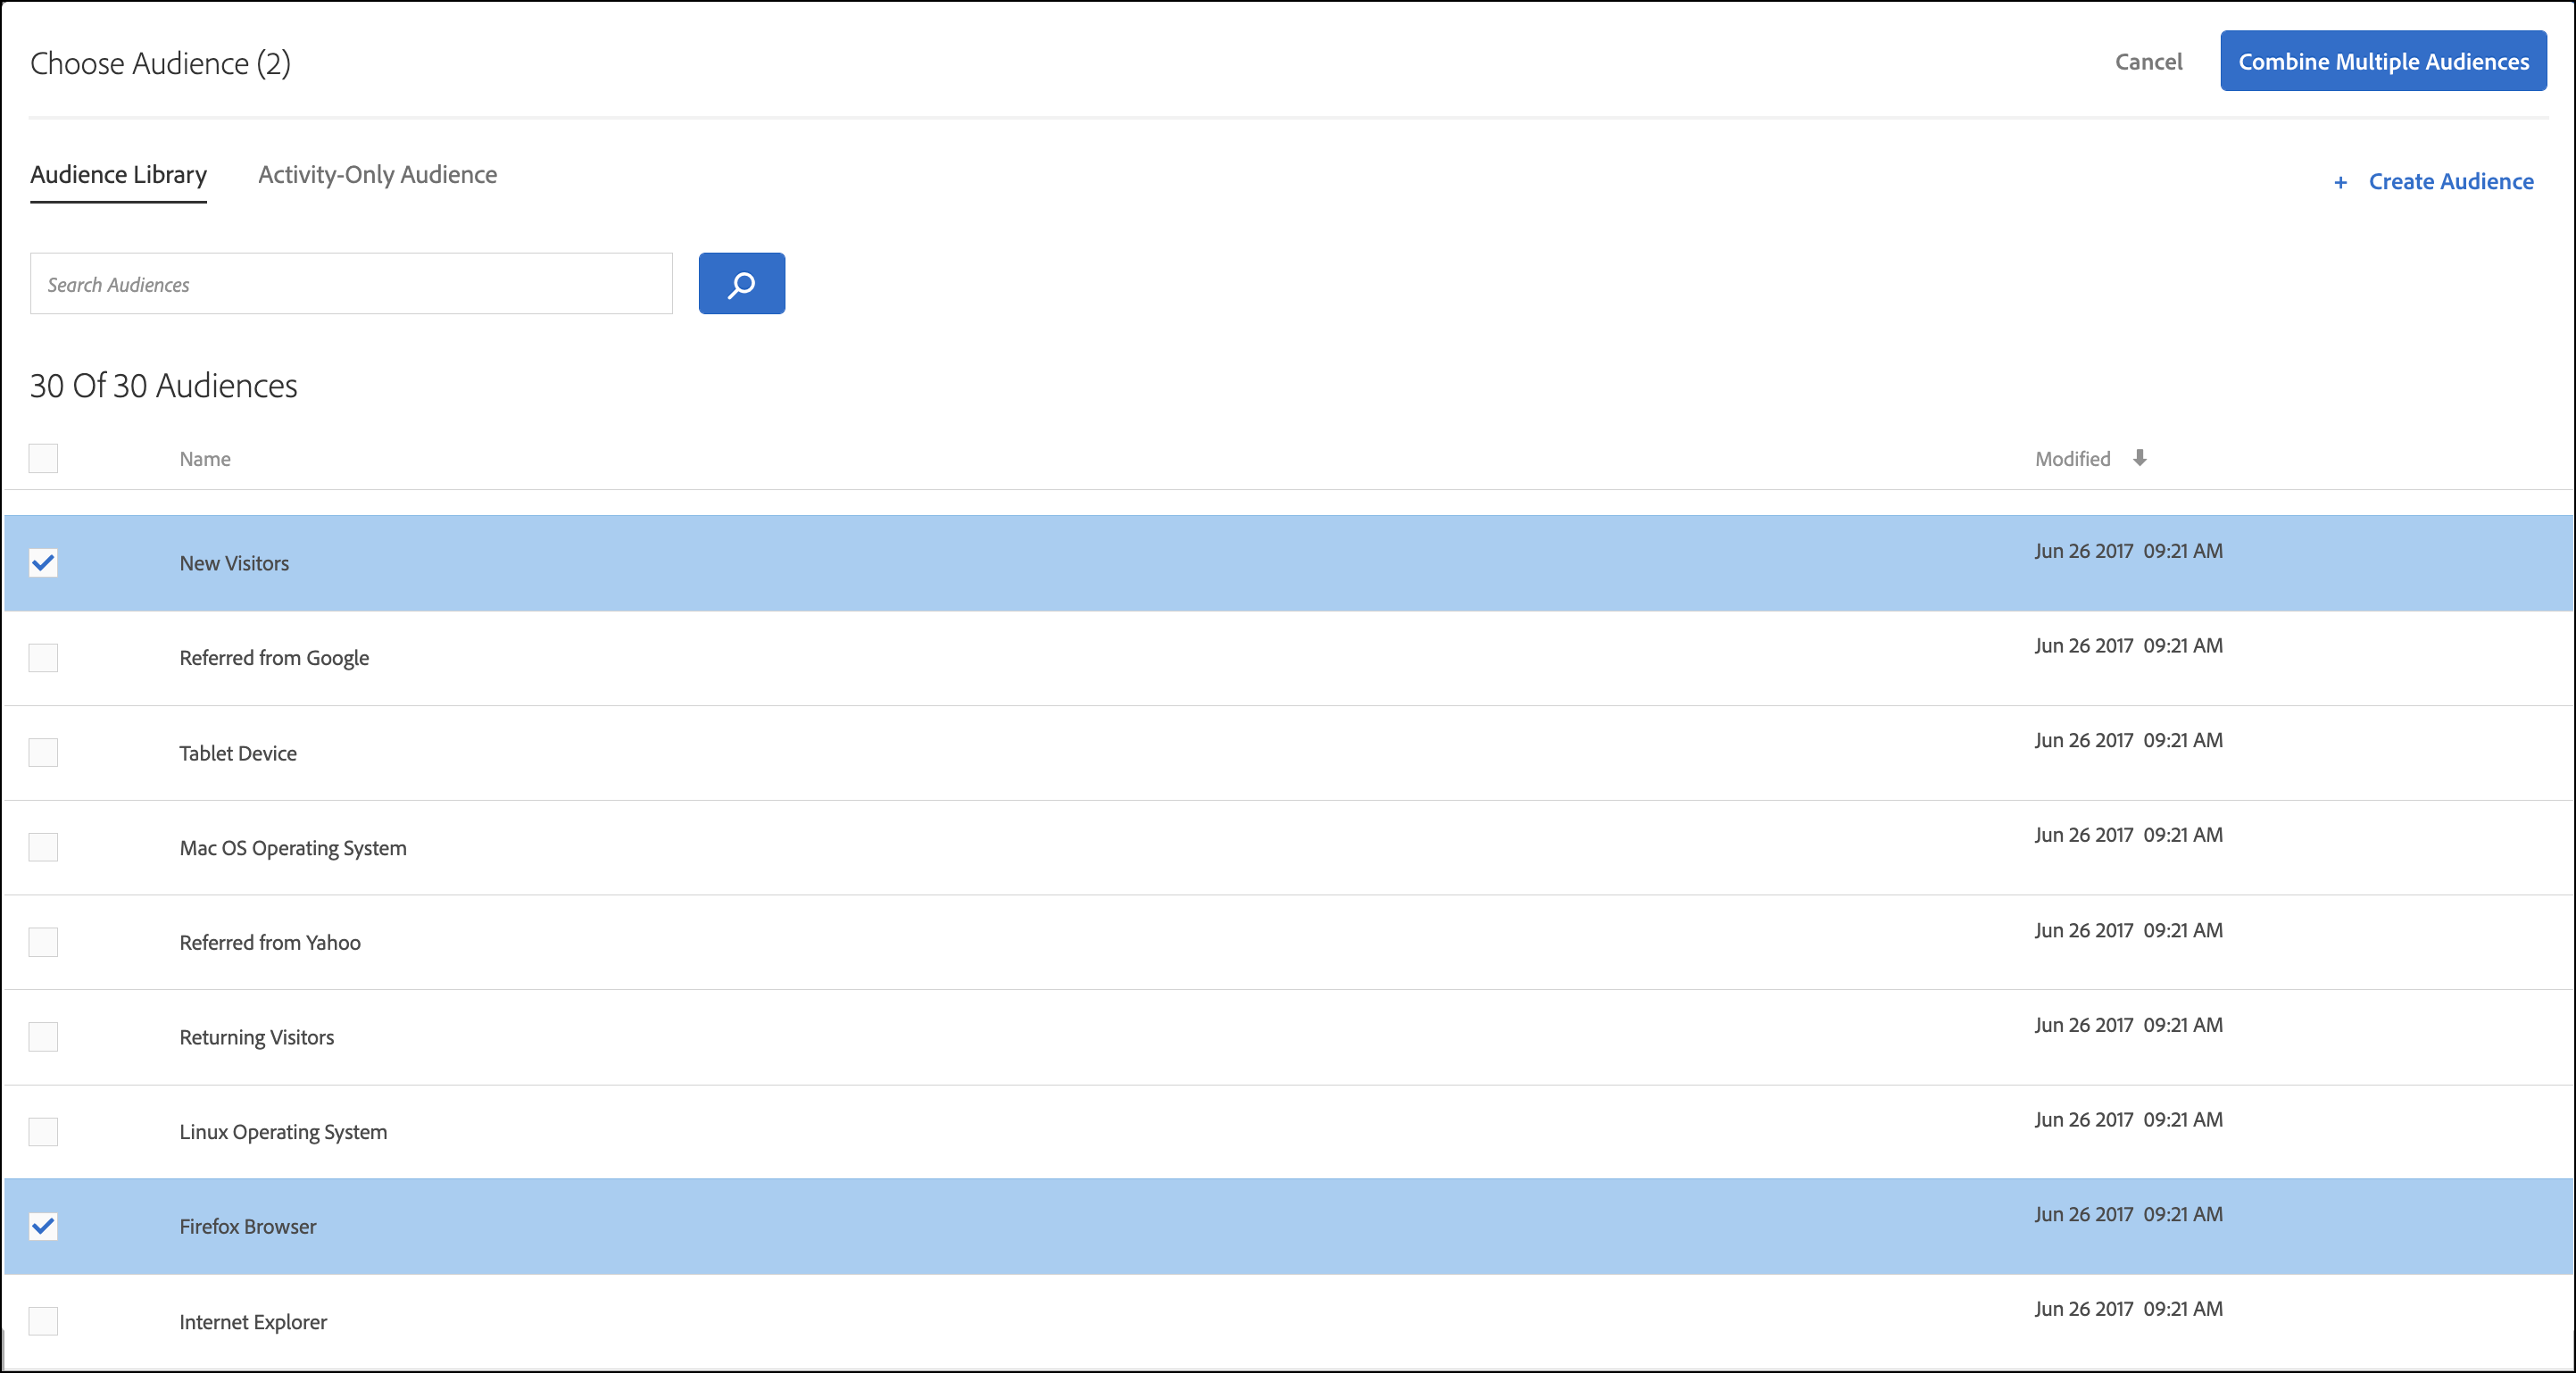 Choose Audience (2)
Cancel
Combine Multiple Audiences
Audience Library
Activity-Only Audience
+ Create Audience
Search Audiences
30 Of 30 Audiences
Name
Modified
New Visitors
Jun 26 2017 09:21 AM
Referred from Google
Jun 26 2017 09:21 AM
Tablet Device
Jun 26 2017 09:21 AM
Mac OS Operating System
Jun 26 2017 09:21 AM
Referred from Yahoo
Jun 26 2017 09:21 AM
Returning Visitors
Jun 26 2017 09:21 AM
Linux Operating System
Jun 26 2017 09:21 AM
Firefox Browser
Jun 26 2017 09:21 AM
Internet Explorer
Jun 26 2017 09:21 AM